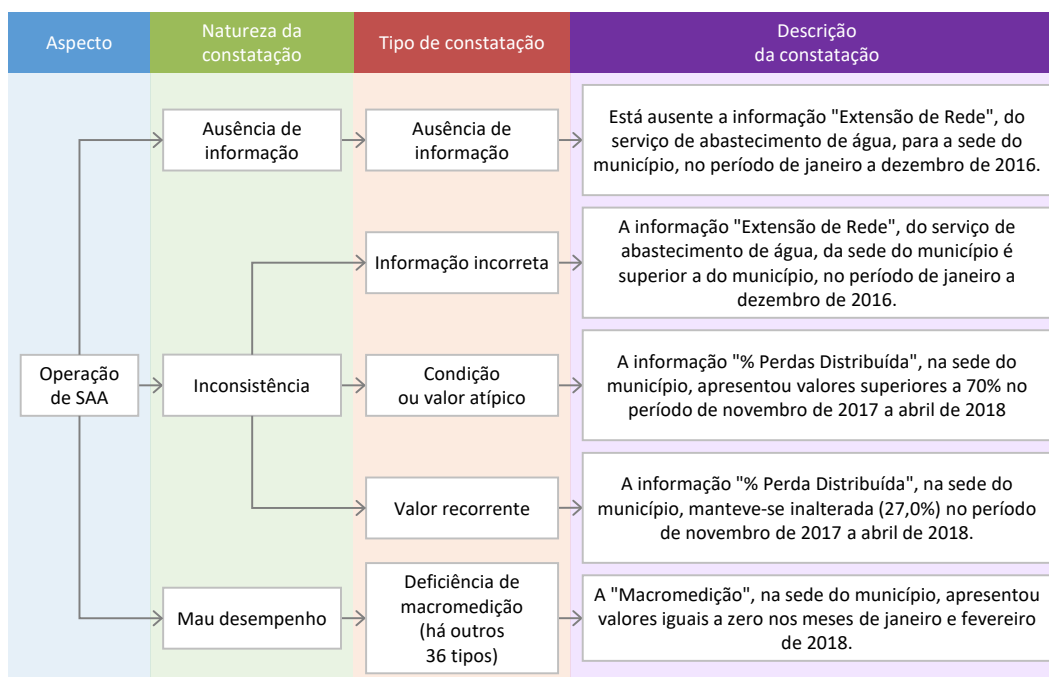 Aspecto
Natureza da
constatação
Tipo de constatação
Descrição
da constatação
Ausência de
informação
Ausência de
informação
Está ausente a informação "Extensão de Rede", do
serviço de abastecimento de água, para a sede do
município, no período de janeiro a dezembro de 2016.
Informação incorreta
A informação "Extensão de Rede", do serviço de
abastecimento de água, da sede do município é
superior a do município, no período de janeiro a
dezembro de 2016.
Operação
de SAA
Inconsistência
Condição
ou valor atípico
A informação "% Perdas Distribuída", na sede do
município, apresentou valores superiores a 70% no
período de novembro de 2017 a abril de 2018
Valor recorrente
A informação "% Perda Distribuída", na sede do
município, manteve-se inalterada (27,0%) no período
de novembro de 2017 a abril de 2018.
Mau desempenho
Deficiência de
macromedição
(há outros
36 tipos)
A "Macromedição", na sede do município, apresentou
valores iguais a zero nos meses de janeiro e fevereiro
de 2018.